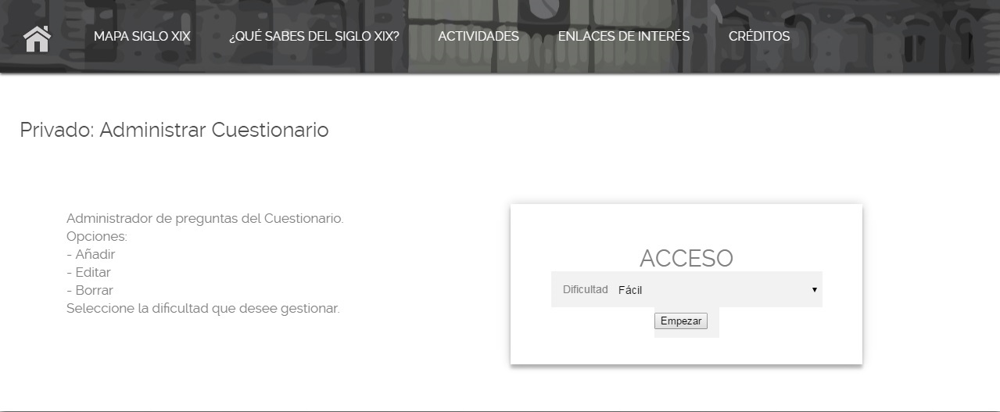 MAPA SIGLO XIX ¿QUÉ SABES DEL SIGLO XIX? ACTIVIDADES ENLACES DE INTERÉS CRÉDITOS
Privado: Administrar Cuestionario
Administrador de preguntas del Cuestionario.
Opciones:
- Añadir
- Editar
- Borrar
Seleccione la dificultad que desee gestionar.
ACCESO
Dificultad Fácil
Empezar